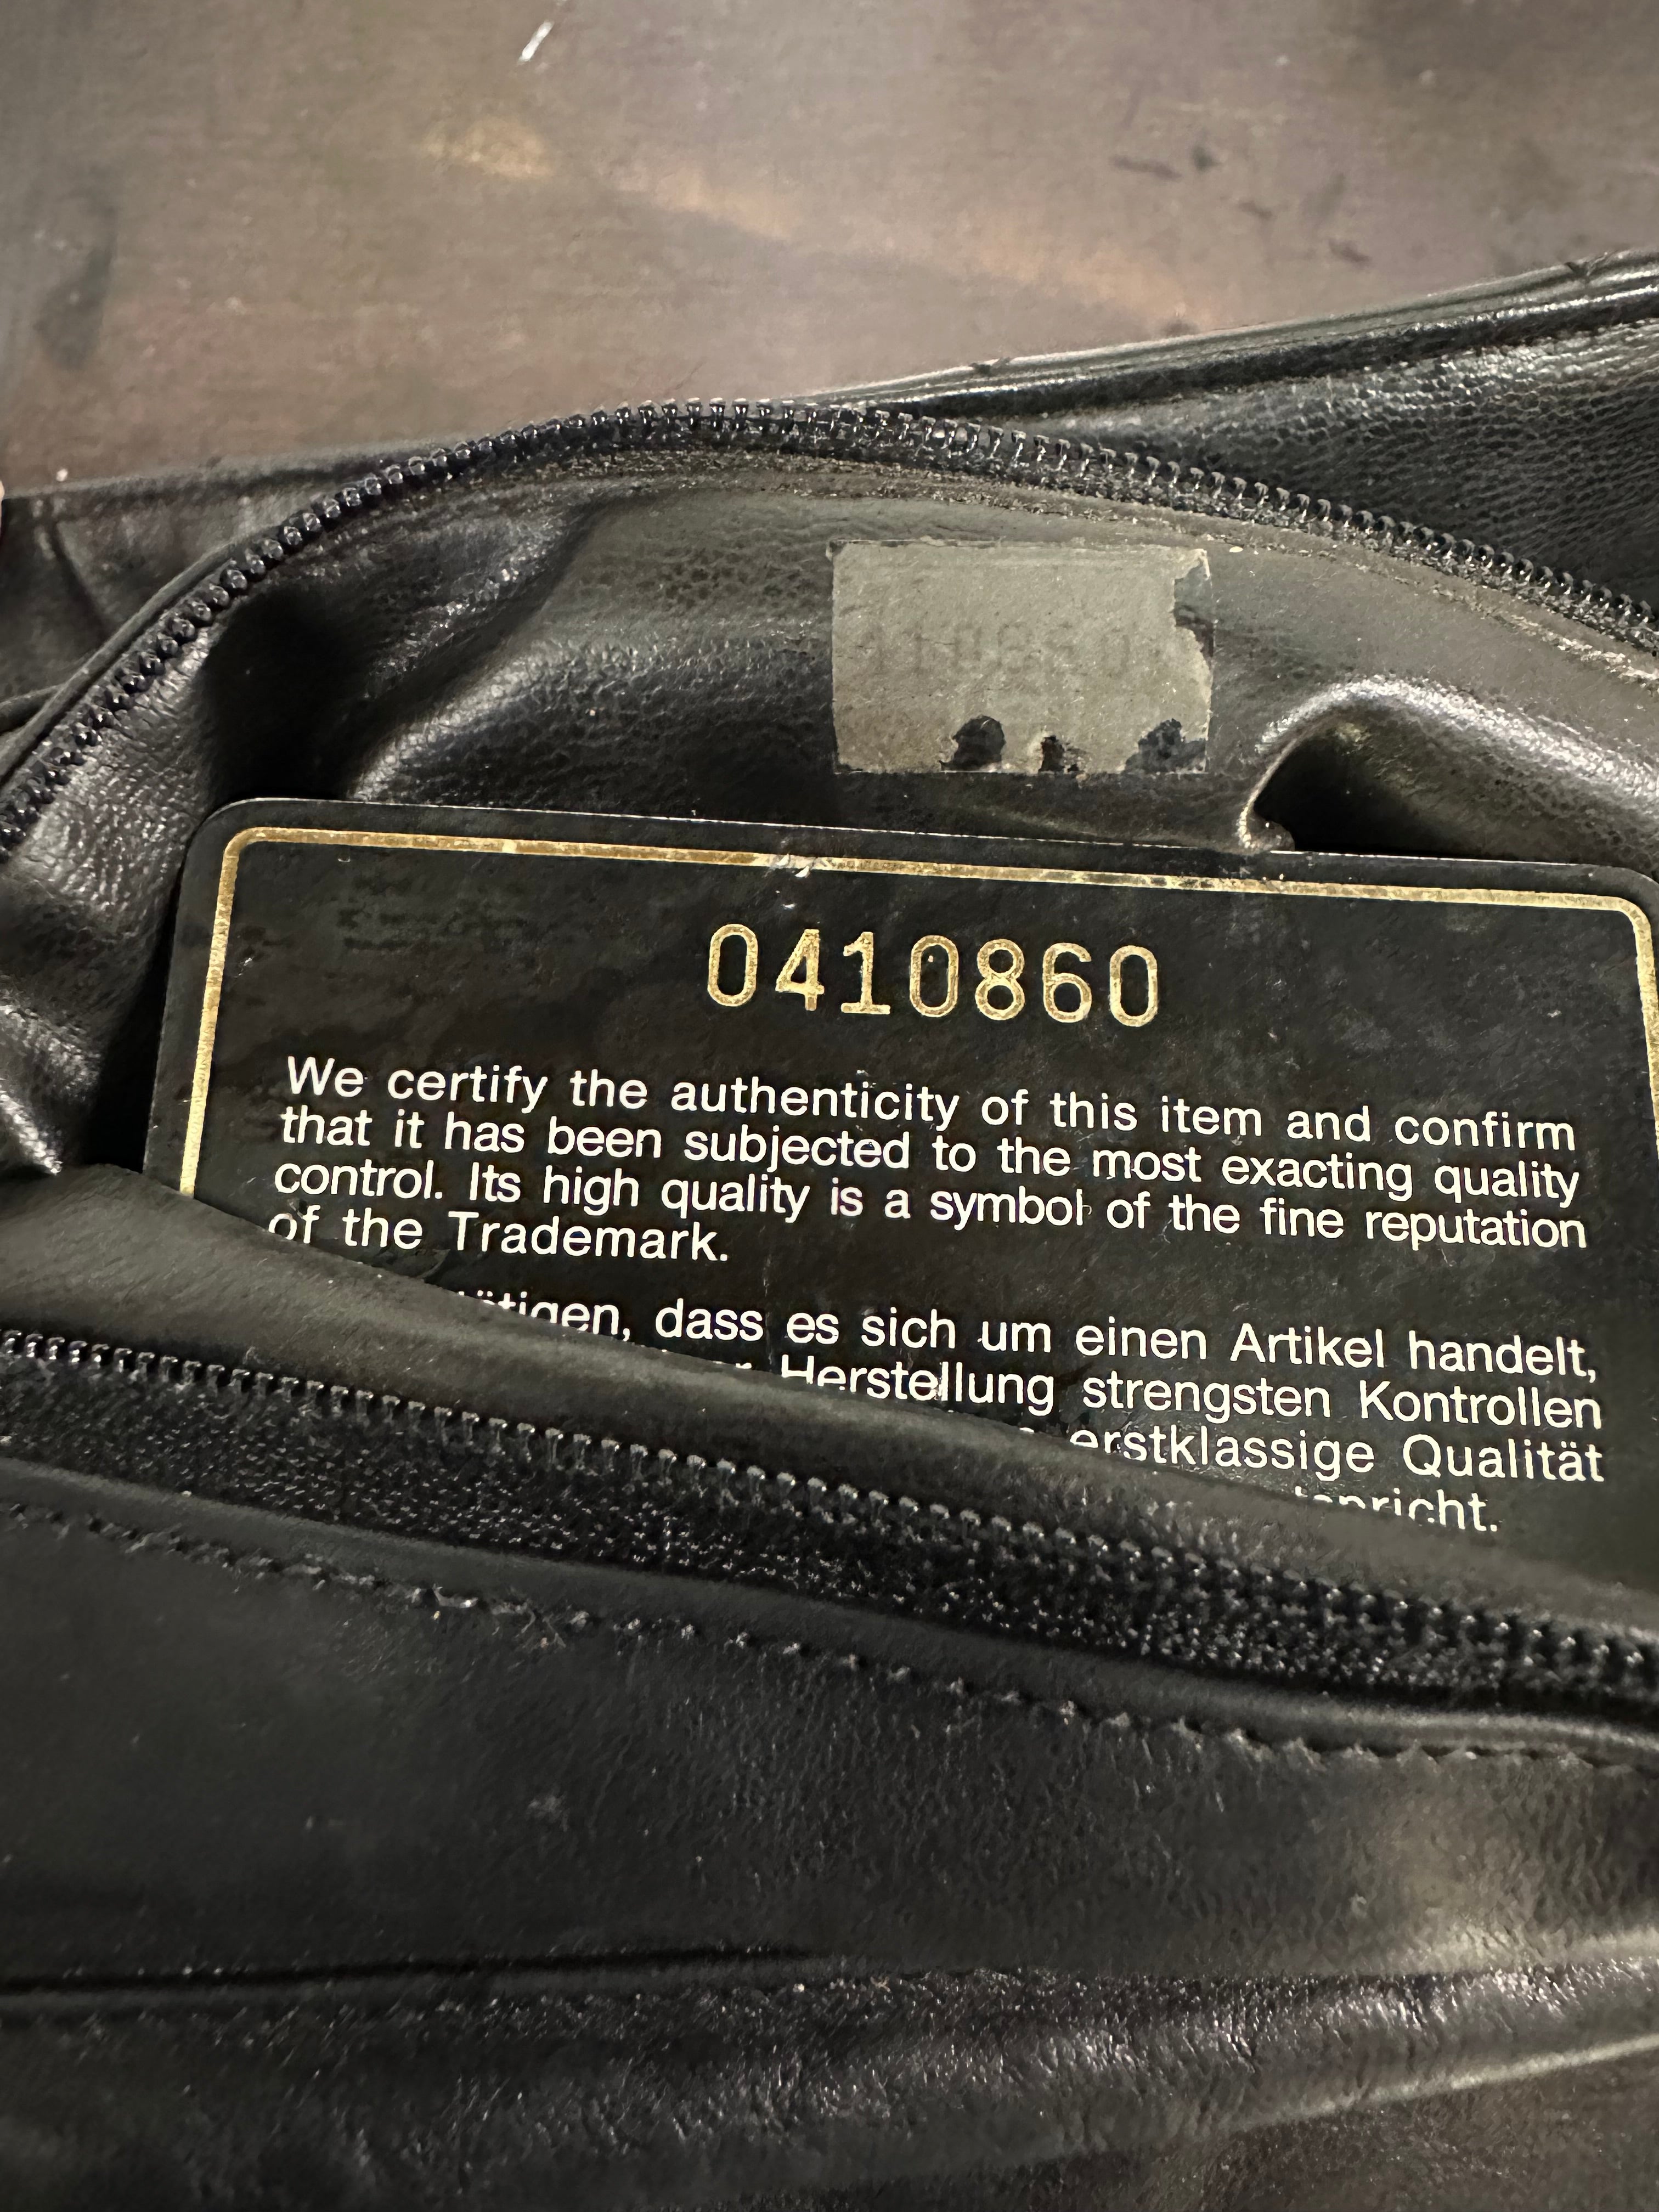 0410860
We certify the authenticity of this item and confirm
that it has been subjected to the most exacting quality
control. Its high quality is a symbol of the fine reputation
of the Trademark.
dass es sich um einen Artikel handelt,
Herstellung strengsten Kontrollen
erstklassige Qualität